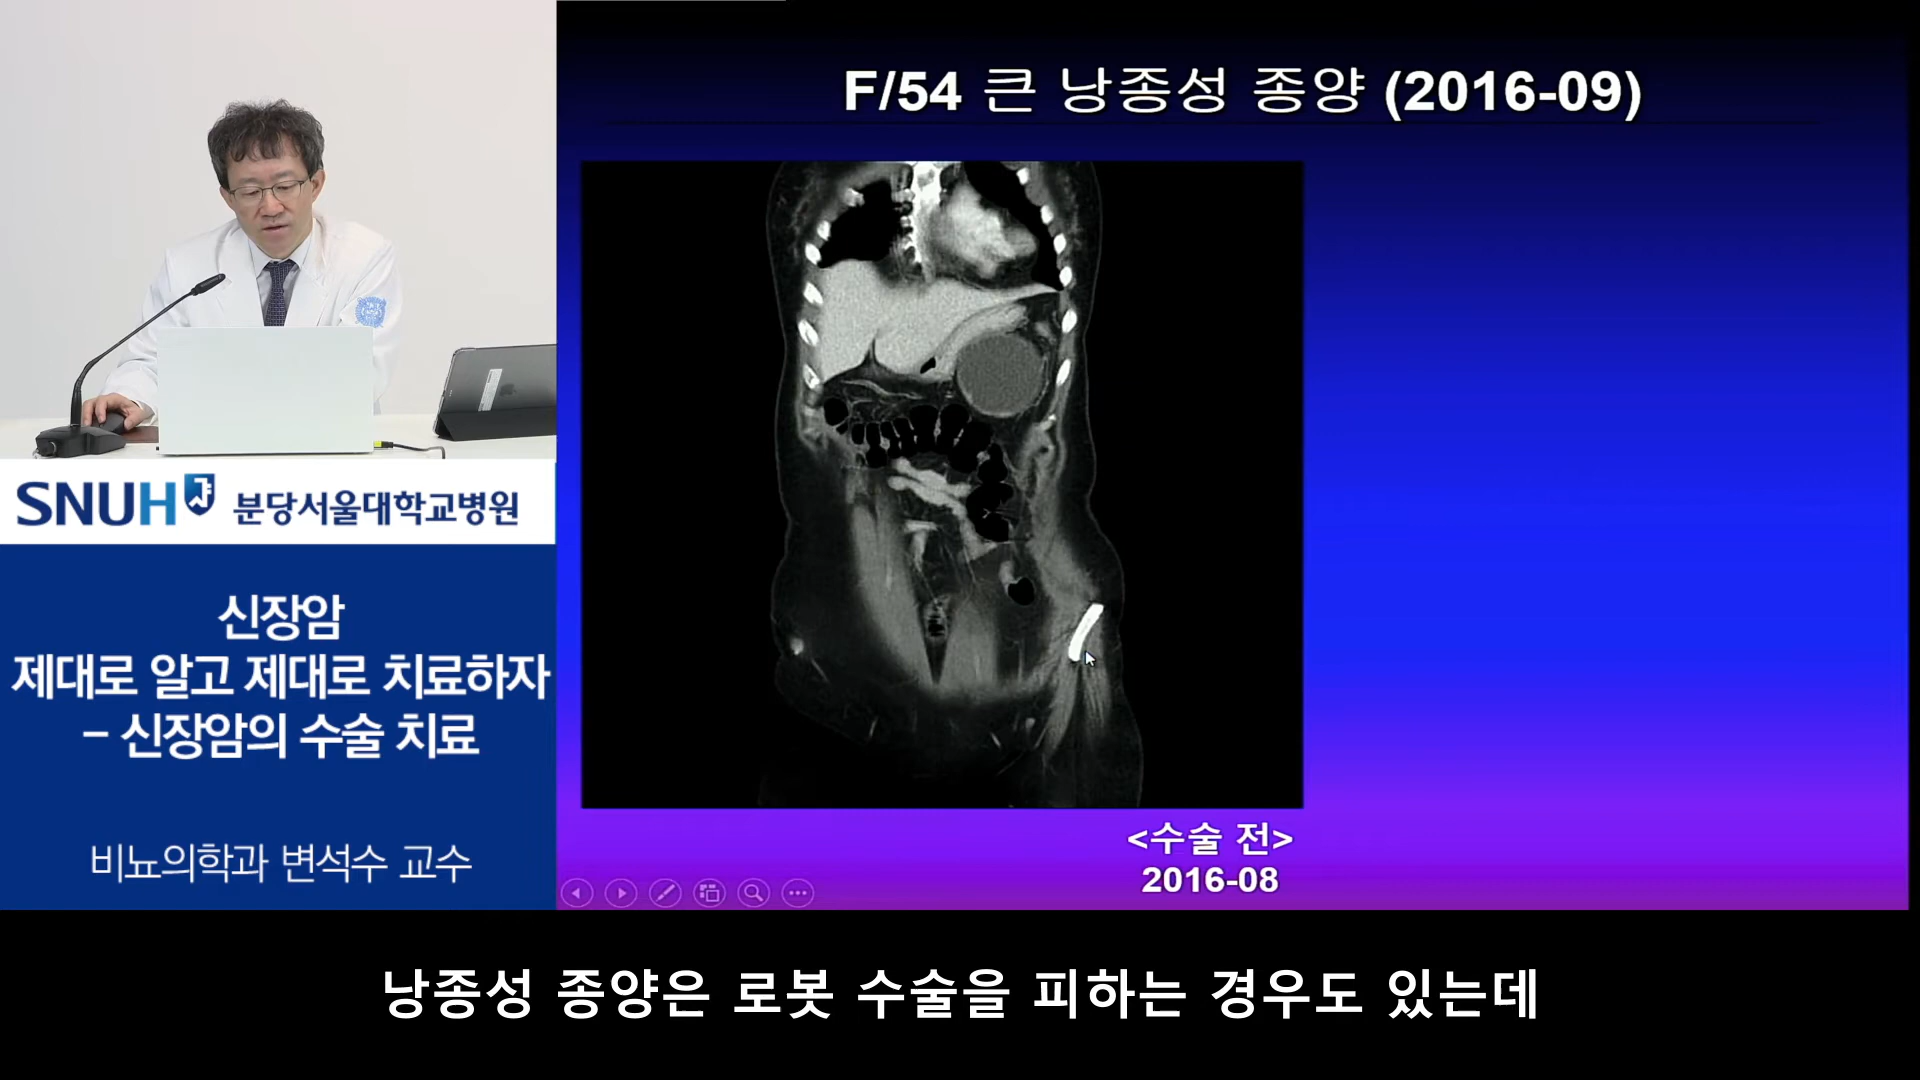 F/54 큰 낭종성 종양 (2016-09)
SNUH 분당서울대학교병원
신장암
제대로 알고 제대로 치료하자
- 신장암의 수술 치료
비뇨의학과 변석수 교수
<수술 전>
2016-08
낭종성 종양은 로봇 수술을 피하는 경우도 있는데